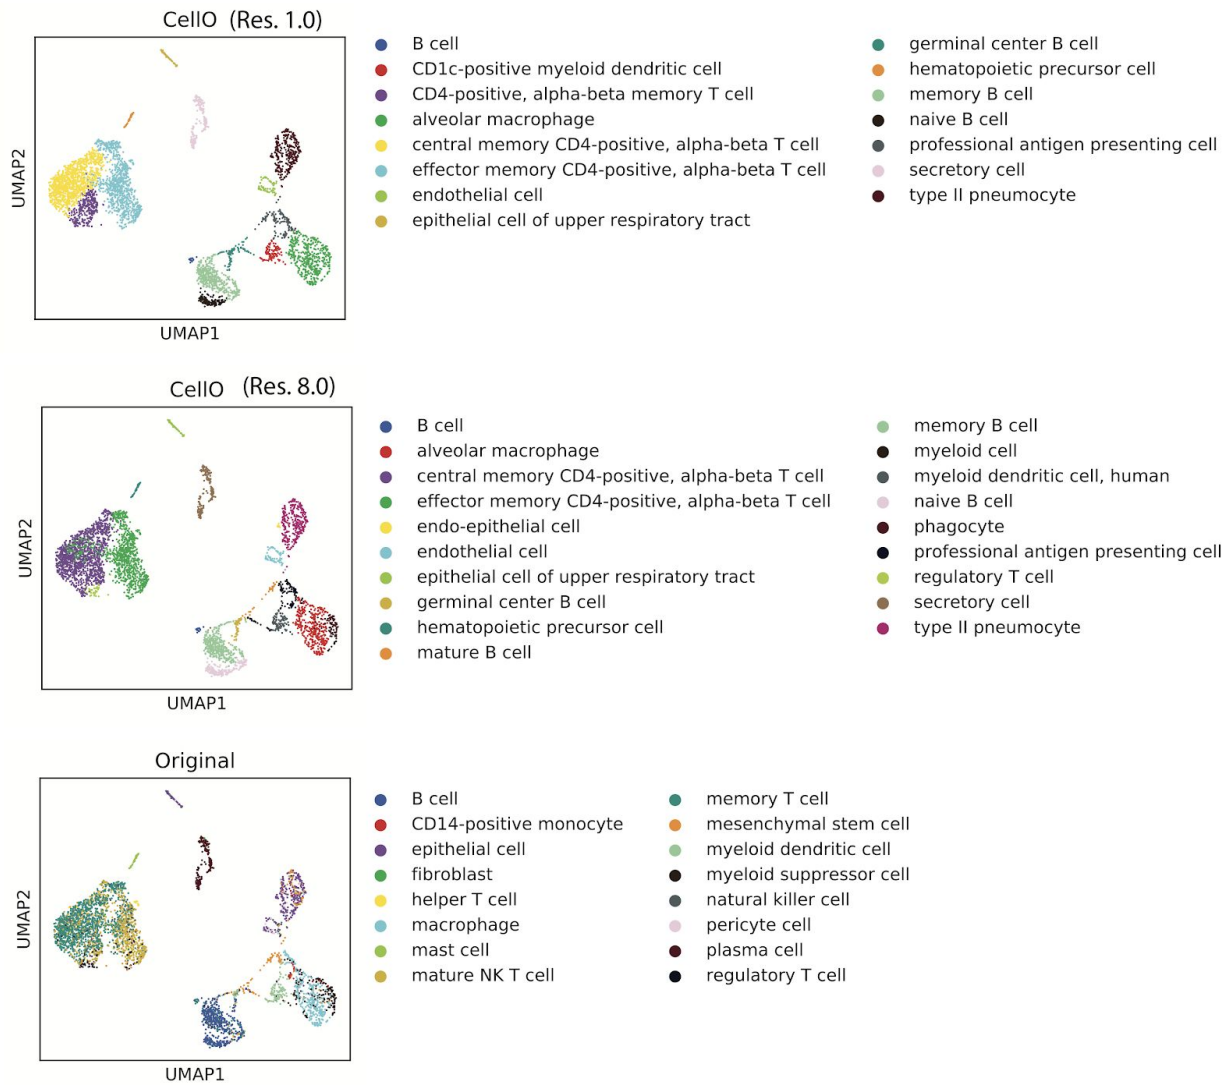 CellO (Res. 1.0)
B cell
CD1c-positive myeloid dendritic cell
CD4-positive, alpha-beta memory T cell
alveolar macrophage
central memory CD4-positive, alpha-beta T cell
effector memory CD4-positive, alpha-beta T cell
endothelial cell
epithelial cell of upper respiratory tract
germinal center B cell
hematopoietic precursor cell
memory B cell
naive B cell
professional antigen presenting cell
secretory cell
type II pneumocyte
UMAP2
UMAP1
CellO (Res. 8.0)
B cell
alveolar macrophage
central memory CD4-positive, alpha-beta T cell
effector memory CD4-positive, alpha-beta T cell
endo-epithelial cell
endothelial cell
epithelial cell of upper respiratory tract
germinal center B cell
hematopoietic precursor cell
mature B cell
memory B cell
myeloid cell
myeloid dendritic cell, human
naive B cell
phagocyte
professional antigen presenting cell
regulatory T cell
secretory cell
type II pneumocyte
UMAP2
UMAP1
Original
B cell
CD14-positive monocyte
epithelial cell
fibroblast
helper T cell
macrophage
mast cell
mature NK T cell
memory T cell
mesenchymal stem cell
myeloid dendritic cell
myeloid suppressor cell
natural killer cell
pericyte cell
plasma cell
regulatory T cell
UMAP2
UMAP1